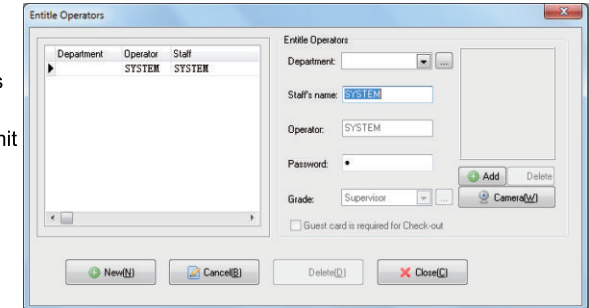 Entitle Operators
s
nit
Department Operator Staff
SYSTEM SYSTEM
Entitle Operators
Department: ...
Staff's name: SYSTEM
Operator: SYSTEM
Password: •
Add Delete
Grade: Supervisor ... Camera(W)
Guest card is required for Check-out
New(N) Cancel(B) Delete(D) Close(C)